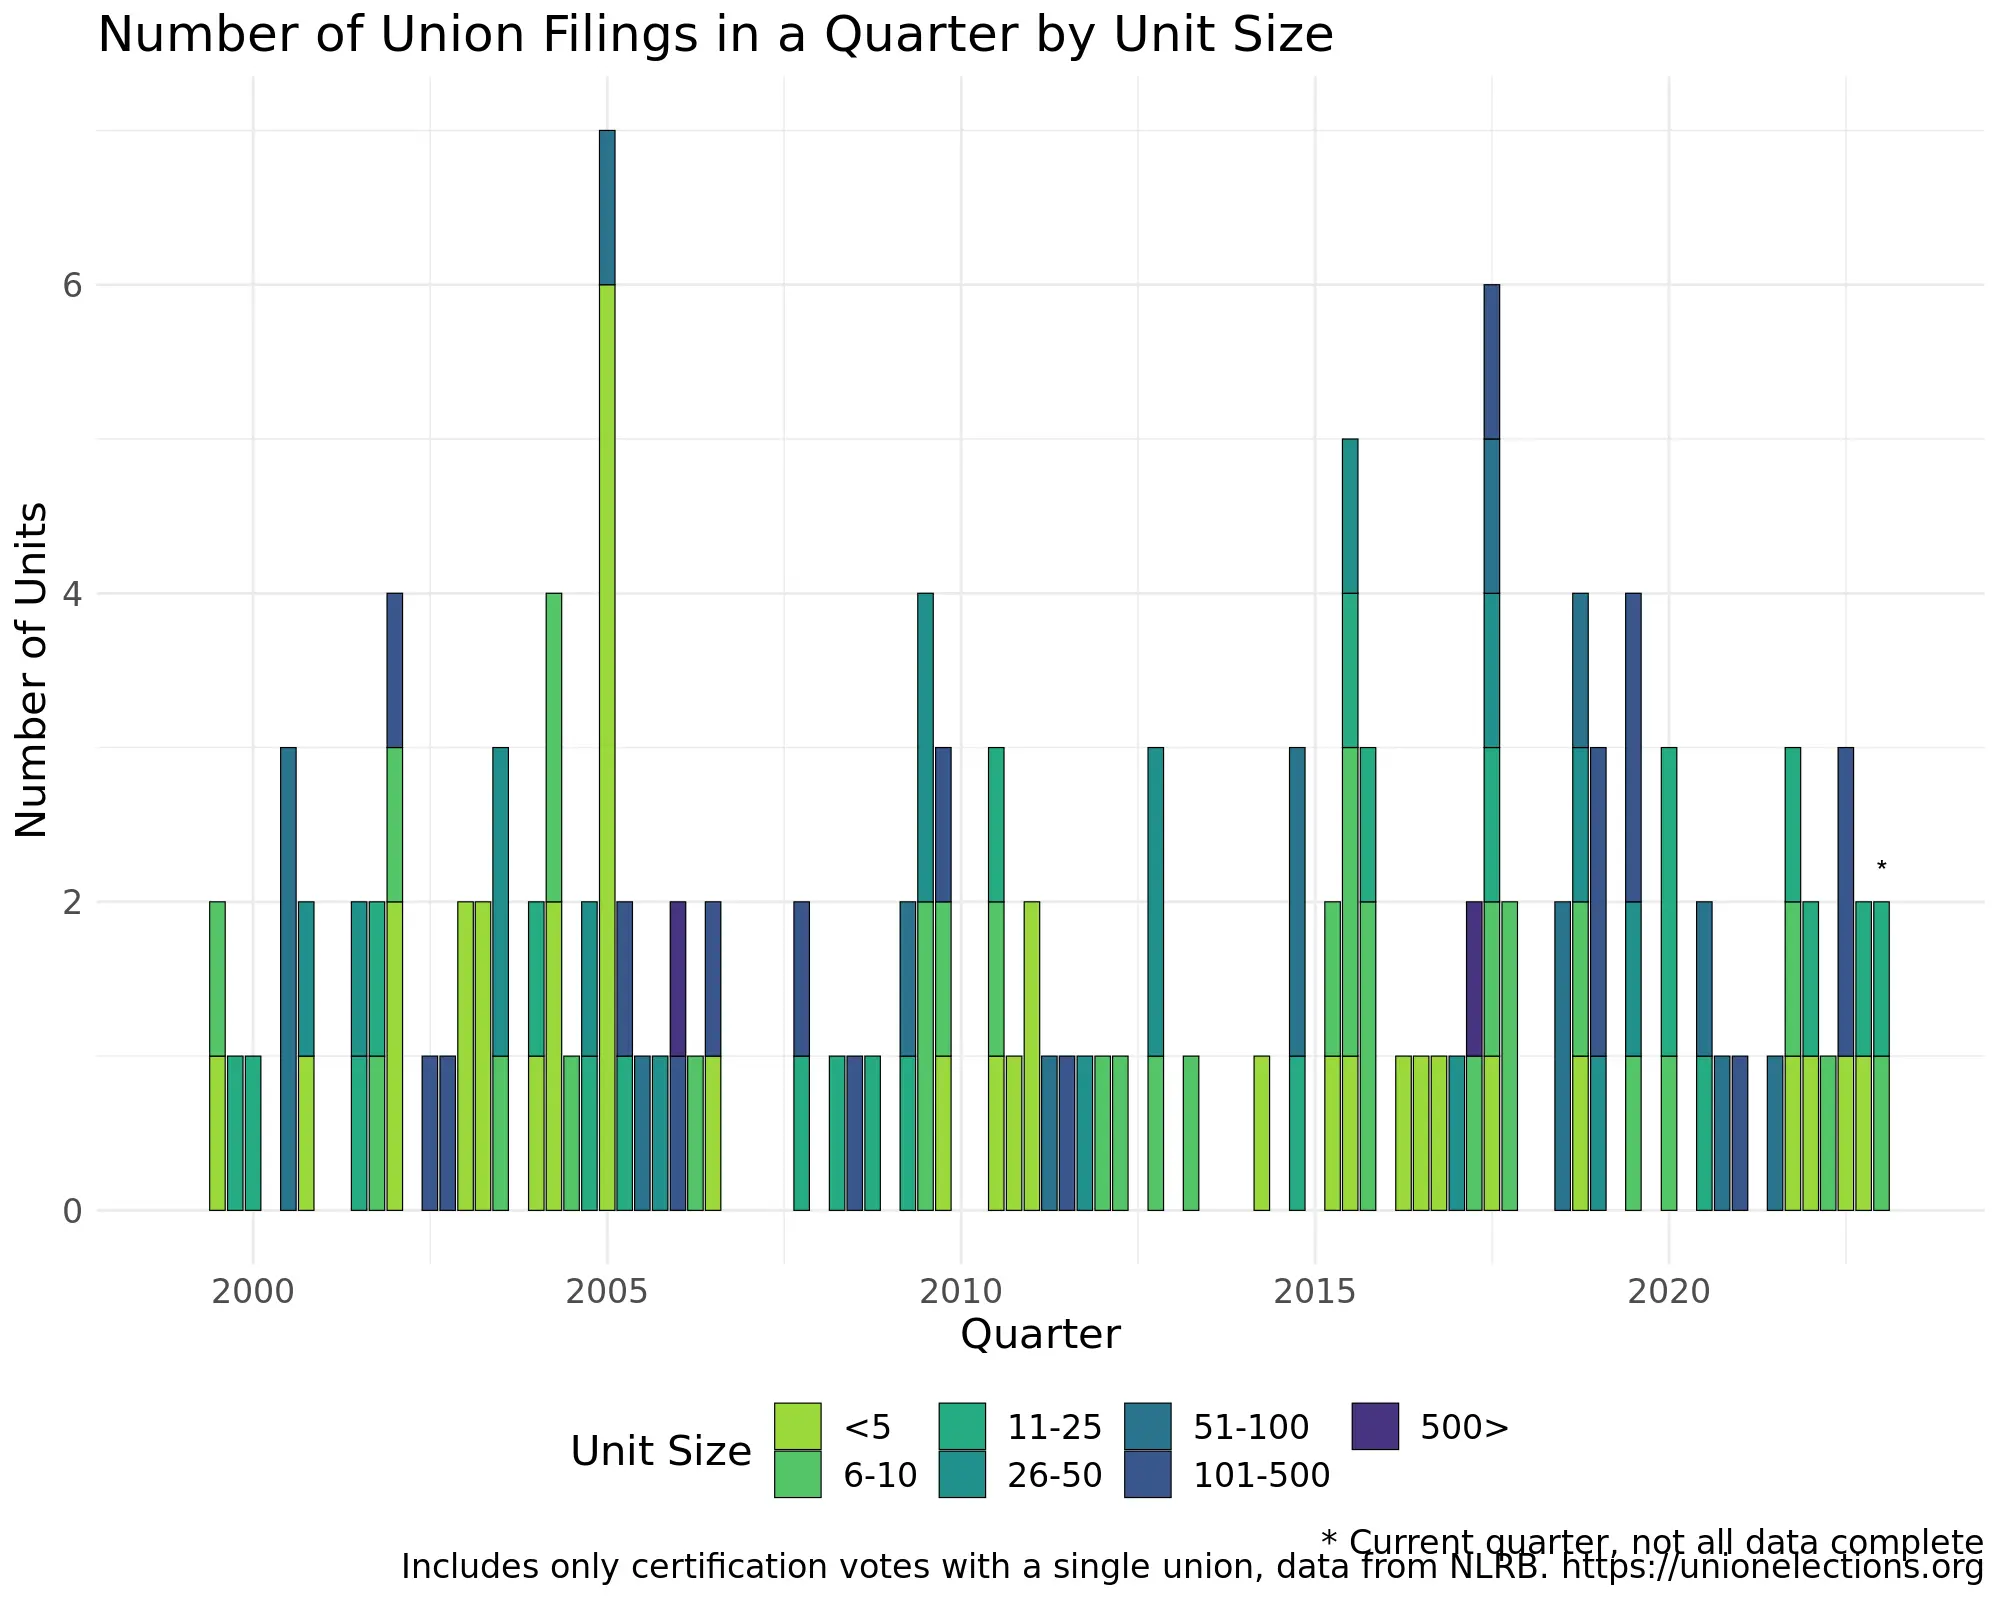 Number of Union Filings in a Quarter by Unit Size
Number of Units
6
4
2
0
*
2000 2005 2010 2015 2020
Quarter
Unit Size
<5 11-25 51-100 500>
6-10 26-50 101-500
* Current quarter, not all data complete
Includes only certification votes with a single union, data from NLRB. https://unionelections.org